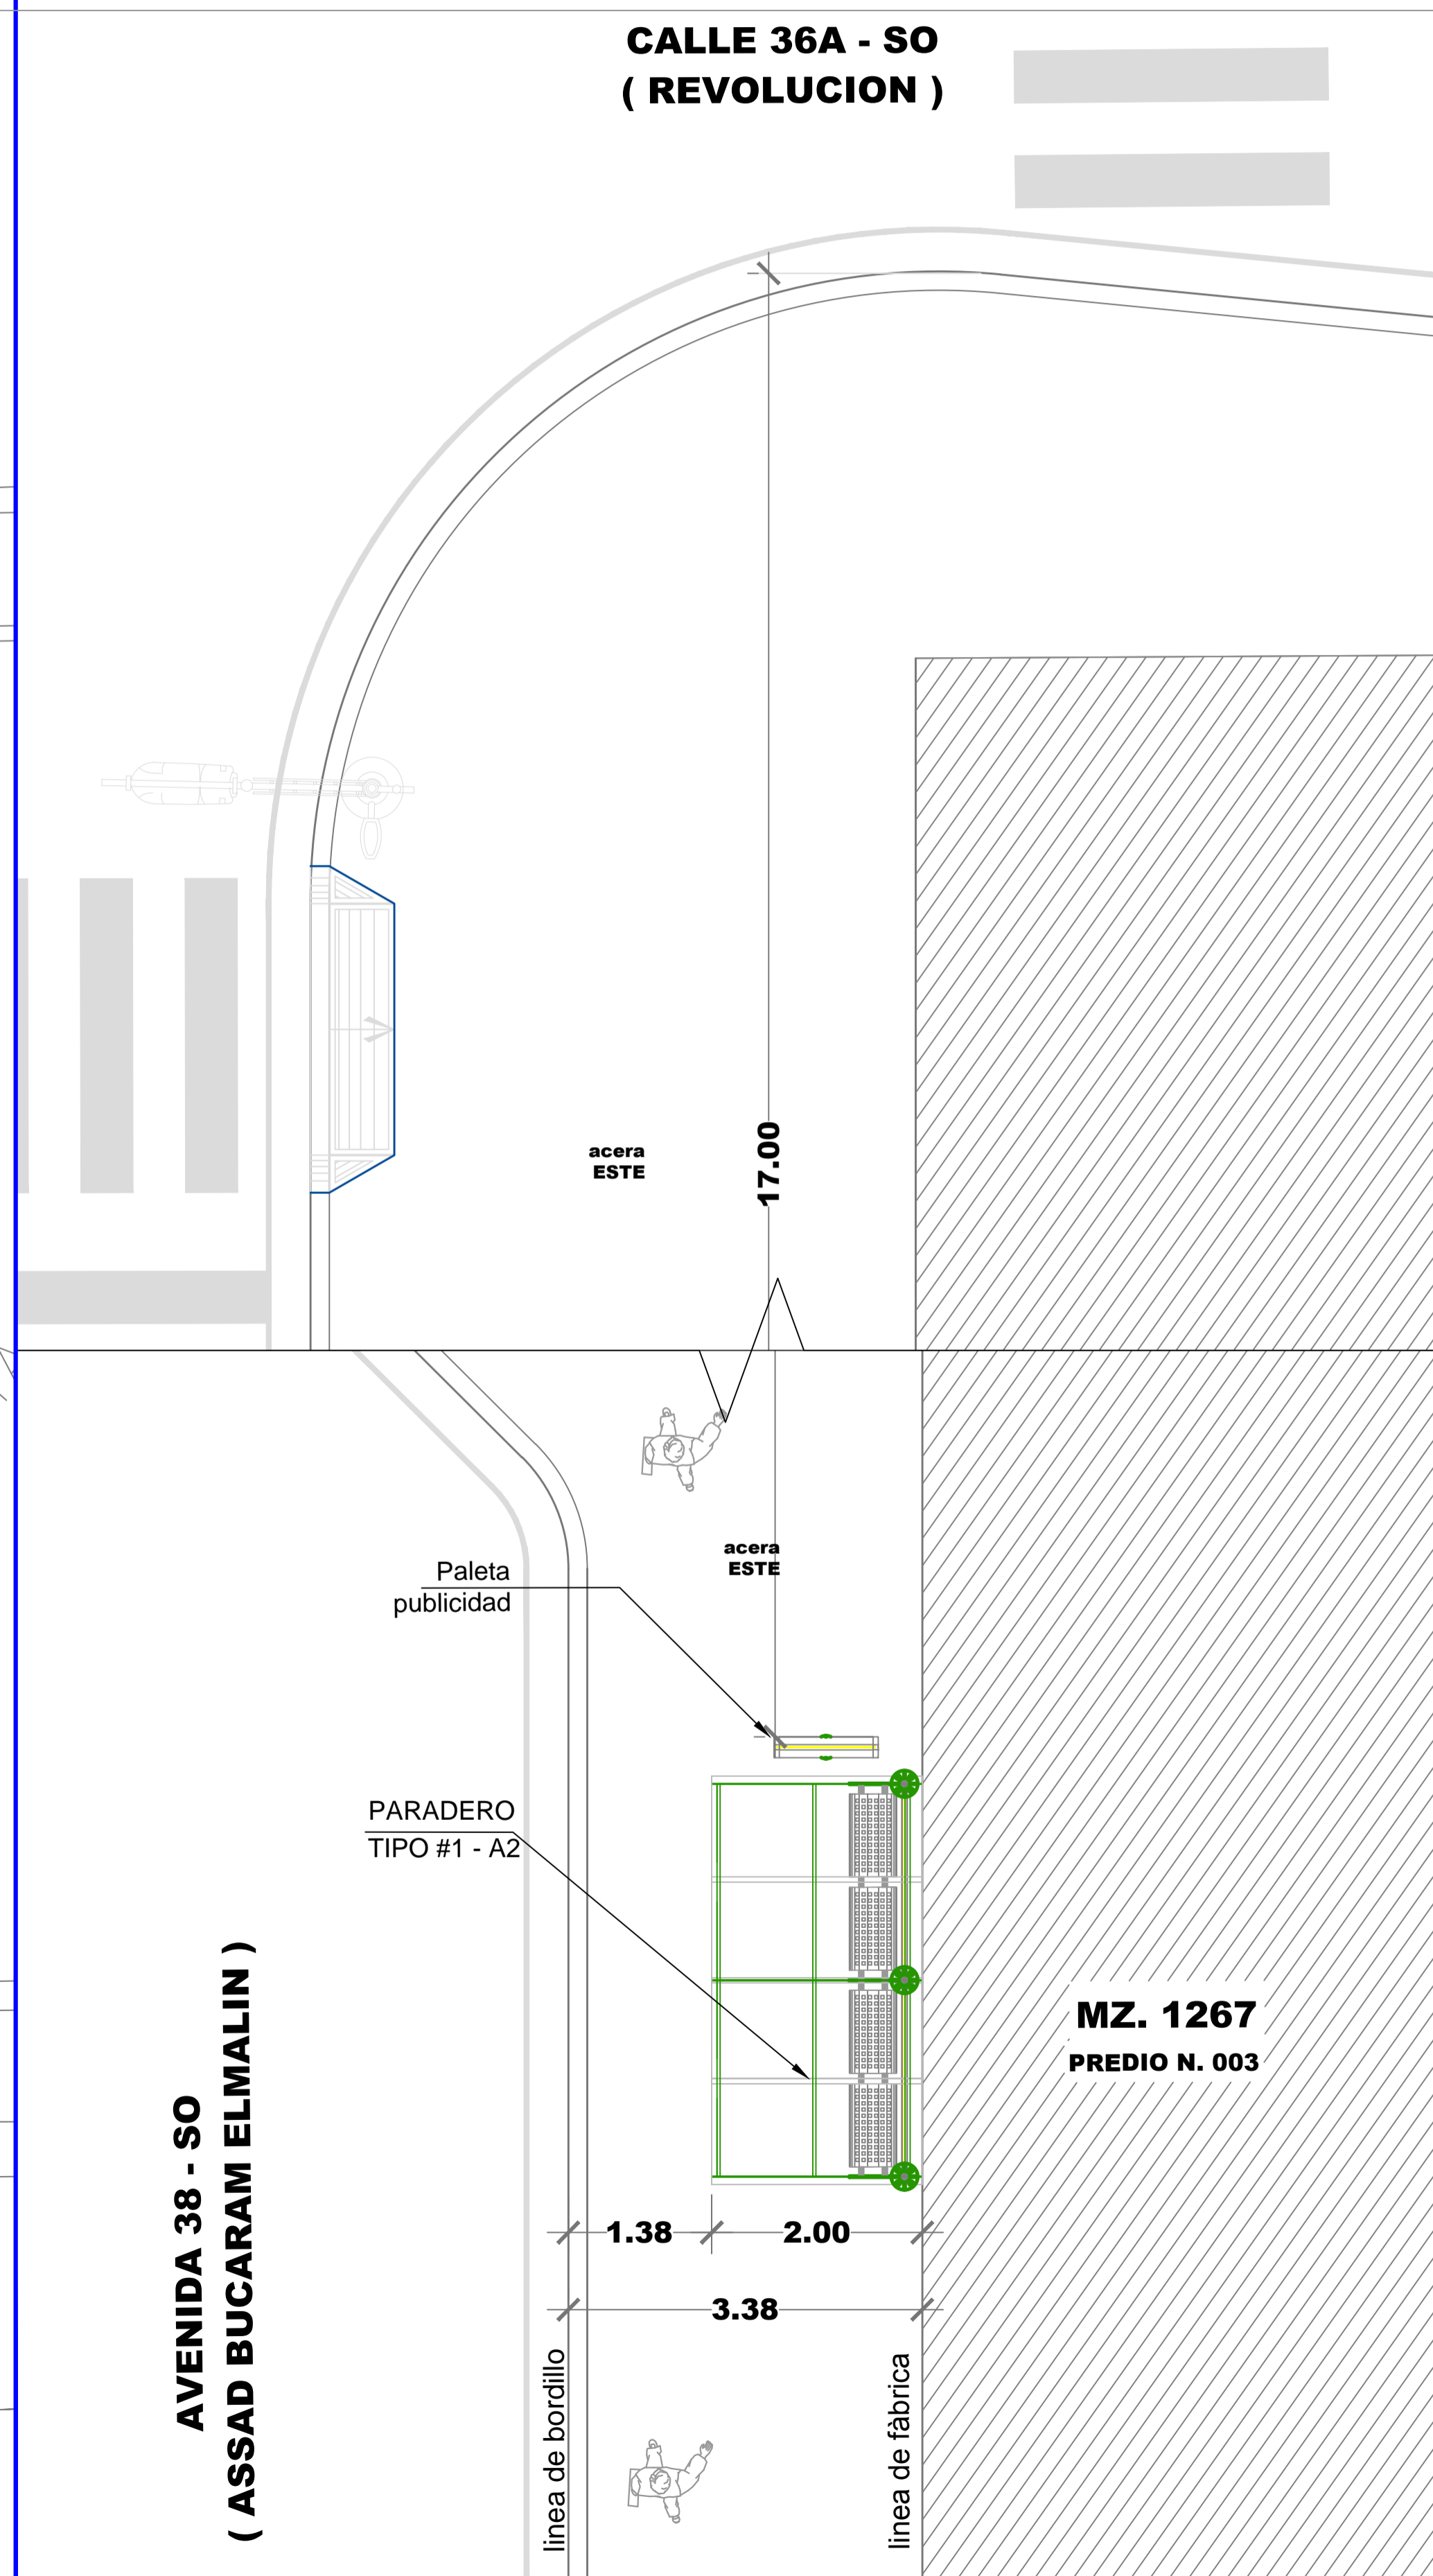 CALLE 36A - SO
( REVOLUCION )
acera
ESTE
17.00
acera
ESTE
Paleta
publicidad
PARADERO
TIPO #1 - A2
AVENIDA 38 - SO
( ASSAD BUCARAM ELMALIN )
MZ. 1267
PREDIO N. 003
1.38
2.00
3.38
linea de bordillo
linea de fàbrica